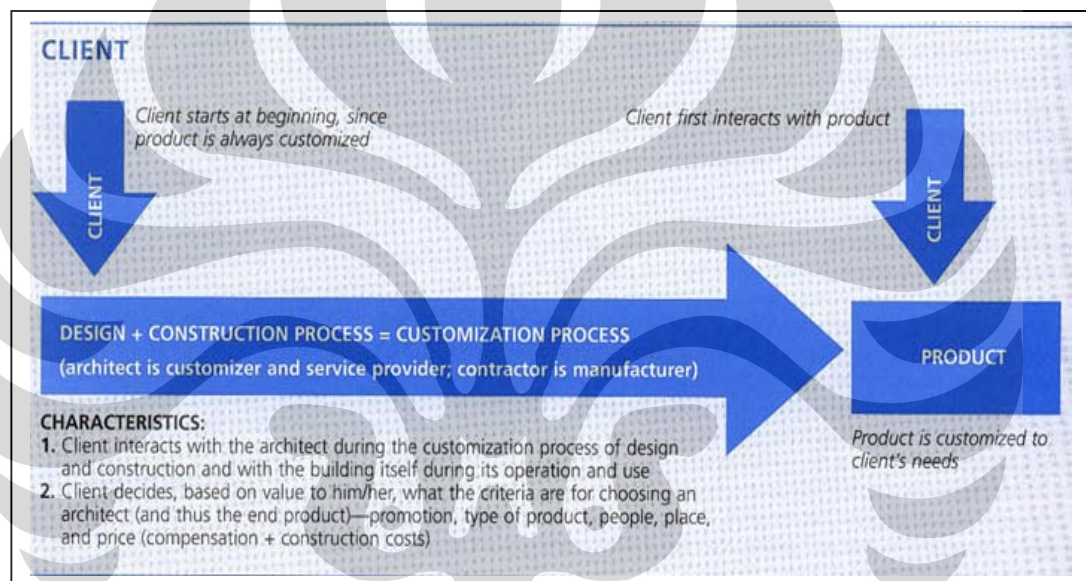 CLIENT
Client starts at beginning, since
product is always customized
Client first interacts with product
CLIENT
CLIENT
DESIGN + CONSTRUCTION PROCESS = CUSTOMIZATION PROCESS
(architect is customizer and service provider; contractor is manufacturer)
PRODUCT
CHARACTERISTICS:
1. Client interacts with the architect during the customization process of design
and construction and with the building itself during its operation and use
2. Client decides, based on value to him/her, what the criteria are for choosing an
architect (and thus the end product)—promotion, type of product, people, place,
and price (compensation + construction costs)
Product is customized to
client's needs